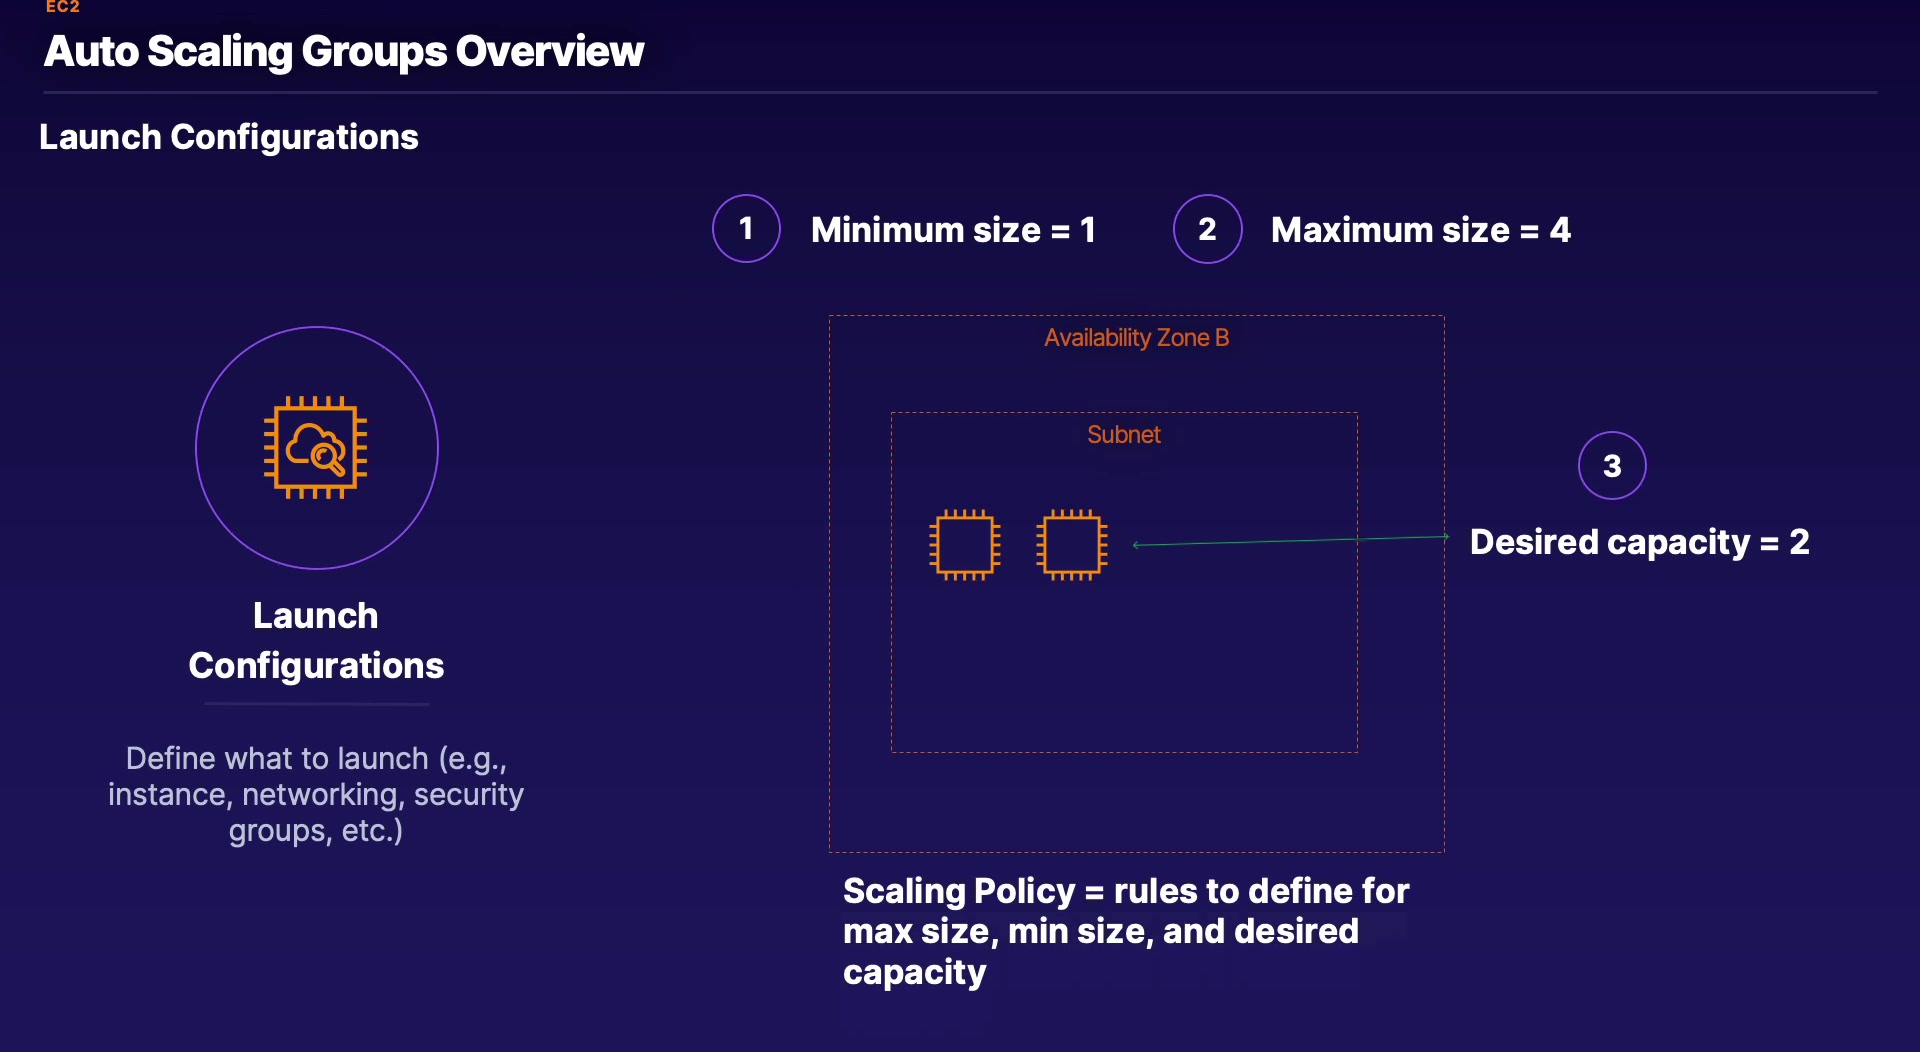 EC2
Auto Scaling Groups Overview
Launch Configurations
1
Minimum size = 1
2
Maximum size = 4
Availability Zone B
Subnet
3
Desired capacity = 2
Launch
Configurations
Define what to launch (e.g.,
instance, networking, security
groups, etc.)
Scaling Policy = rules to define for
max size, min size, and desired
capacity